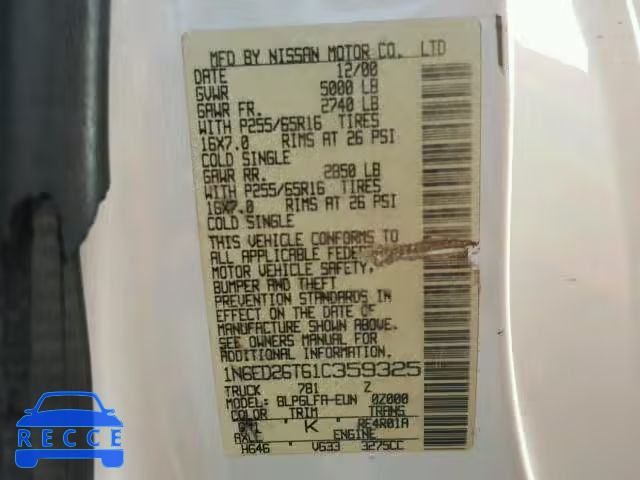 MFD BY NISSAN MOTOR CO. LTD
DATE 12/00
GVWR 5000 LB
GAWR FR. 2740 LB
WITH P255/65R16 TIRES
16X7.0 RIMS AT 26 PSI
COLD SINGLE
GAWR RR. 2850 LB
WITH P255/65R16 TIRES
16X7.0 RIMS AT 26 PSI
COLD SINGLE
THIS VEHICLE CONFORMS TO
ALL APPLICABLE
MOTOR VEHICLE SAFETY,
BUMPER AND THEFT
PREVENTION STANDARDS IN
EFFECT ON THE DATE OF
MANUFACTURE SHOWN ABOVE.
SEE OWNERS MANUAL FOR
ADDITIONAL INFORMATION
1N6ED26T61C359325
TRUCK 781 Z
MODEL: BLPGLFA-EUN 0Z000
COLOR TRIM TRANS
K RE4R01A
AXLE ENGINE
HG46 VG33 3275CC